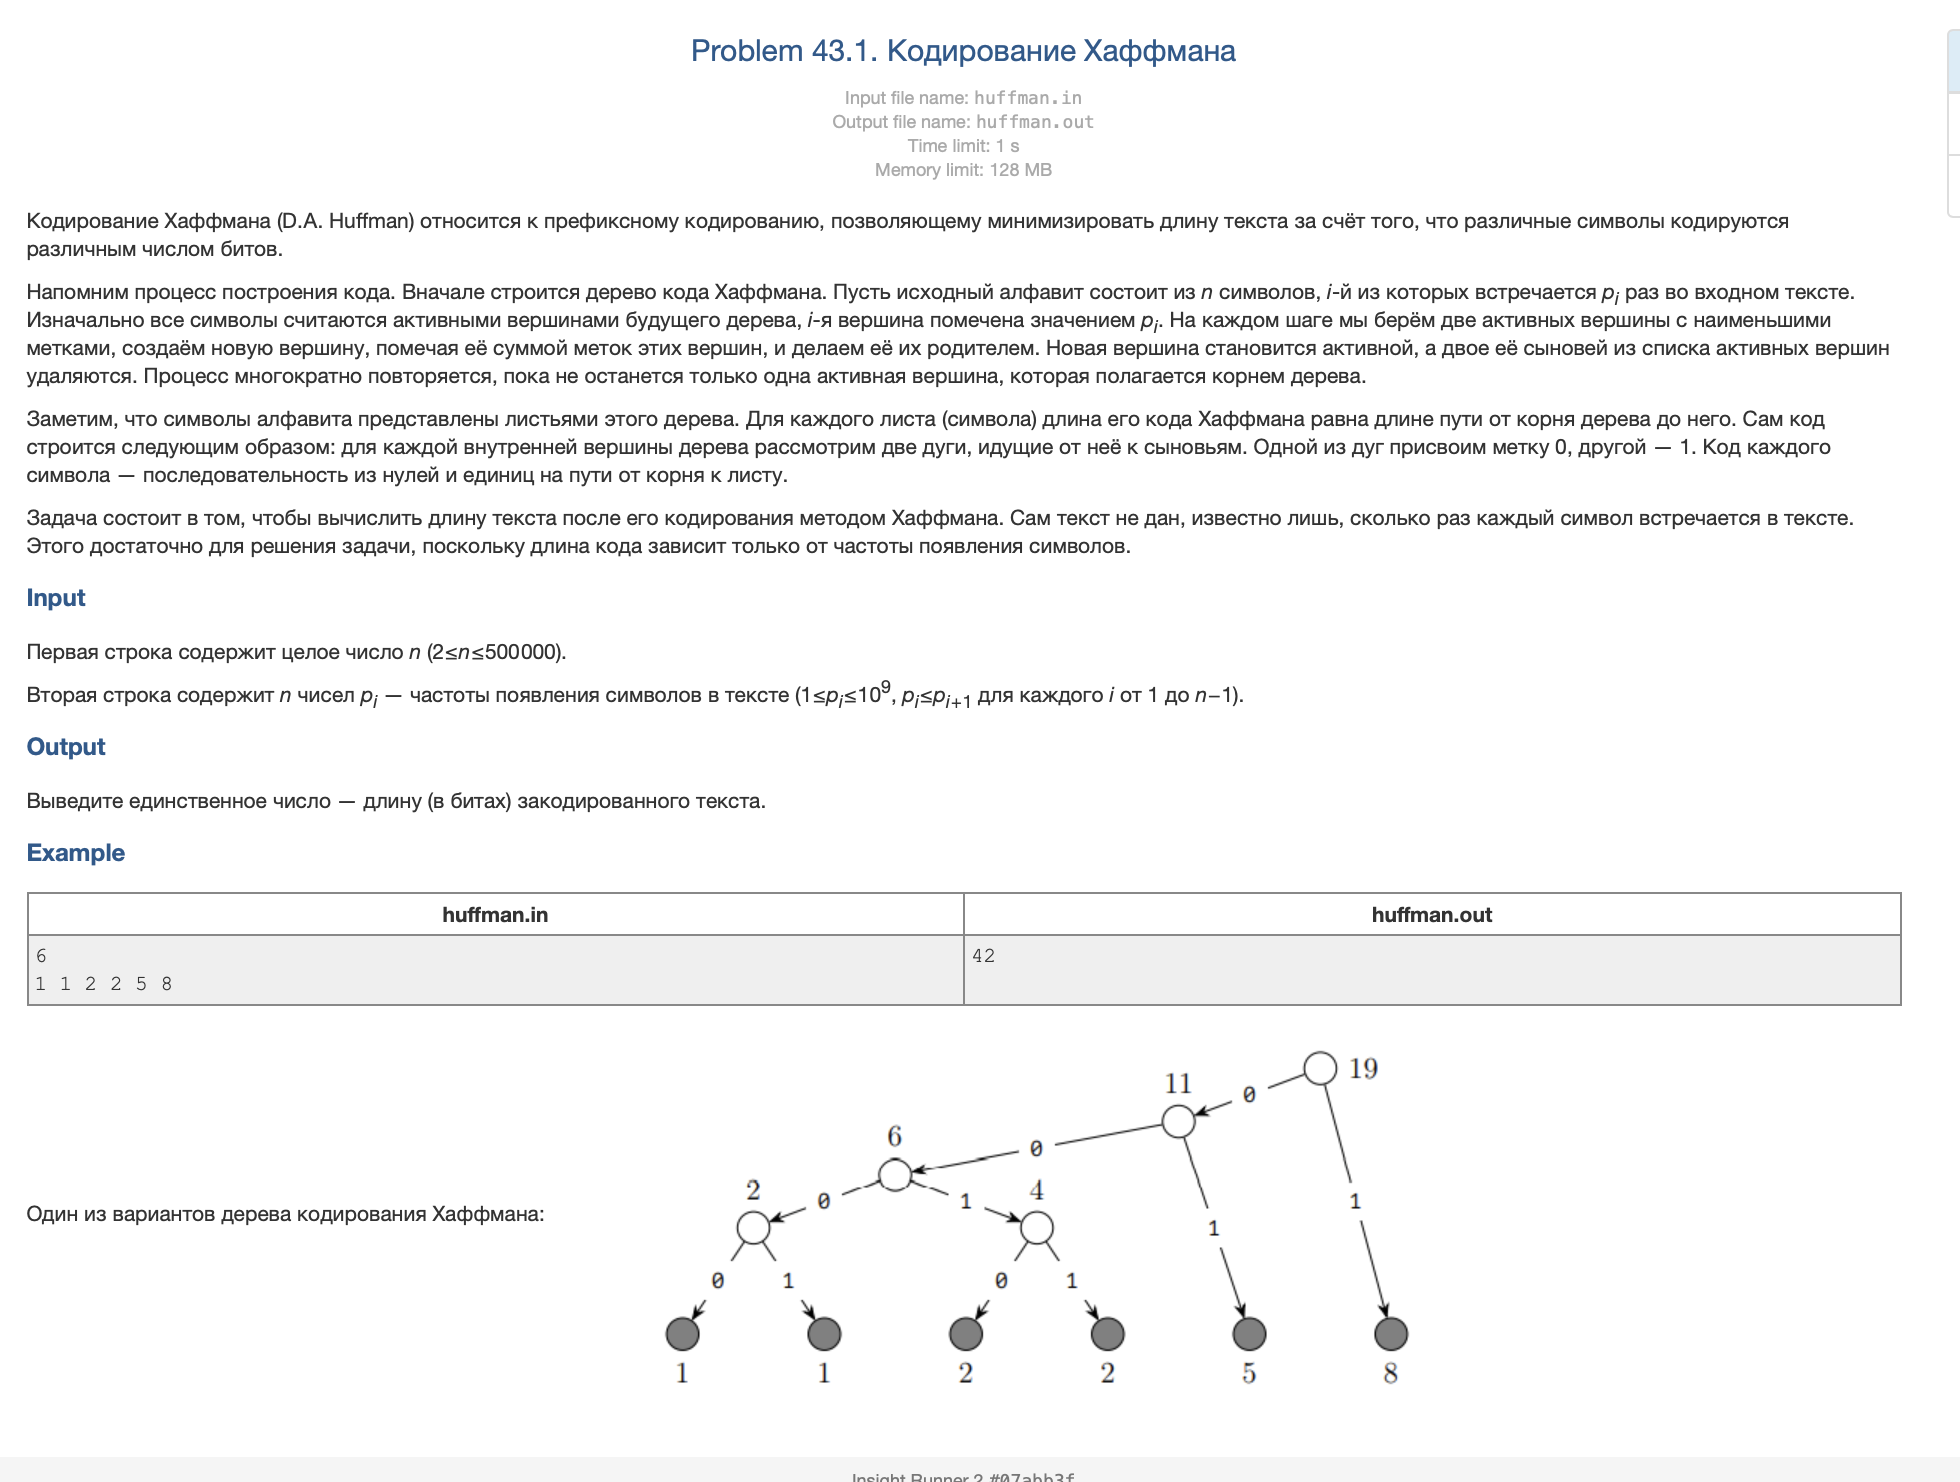 Problem 43.1. Кодирование Хаффмана
Input file name: huffman.in
Output file name: huffman.out
Time limit: 1 s
Memory limit: 128 MB
Кодирование Хаффмана (D.A. Huffman) относится к префиксному кодированию, позволяющему минимизировать длину текста за счёт того, что различные символы кодируются
различным числом битов.
Напомним процесс построения кода. Вначале строится дерево кода Хаффмана. Пусть исходный алфавит состоит из n символов, i-й из которых встречается pi раз во входном тексте.
Изначально все символы считаются активными вершинами будущего дерева, i-я вершина помечена значением pi. На каждом шаге мы берём две активных вершины с наименьшими
метками, создаём новую вершину, помечая её суммой меток этих вершин, и делаем её их родителем. Новая вершина становится активной, а двое её сыновей из списка активных вершин
удаляются. Процесс многократно повторяется, пока не останется только одна активная вершина, которая полагается корнем дерева.
Заметим, что символы алфавита представлены листьями этого дерева. Для каждого листа (символа) длина его кода Хаффмана равна длине пути от корня дерева до него. Сам код
строится следующим образом: для каждой внутренней вершины дерева рассмотрим две дуги, идущие от неё к сыновьям. Одной из дуг присвоим метку 0, другой — 1. Код каждого
символа — последовательность из нулей и единиц на пути от корня к листу.
Задача состоит в том, чтобы вычислить длину текста после его кодирования методом Хаффмана. Сам текст не дан, известно лишь, сколько раз каждый символ встречается в тексте.
Этого достаточно для решения задачи, поскольку длина кода зависит только от частоты появления символов.
Input
Первая строка содержит целое число n (2≤n≤500000).
Вторая строка содержит n чисел pi — частоты появления символов в тексте (1≤pi≤10⁹, pi≤pi+1 для каждого i от 1 до n−1).
Output
Выведите единственное число — длину (в битах) закодированного текста.
Example
huffman.in huffman.out
6 42
1 1 2 2 5 8
Один из вариантов дерева кодирования Хаффмана:
19
11
0
6
0
2
0
1
4
1
1
0
1
0
1
1
1
2
2
5
8
Insight Runner 2 #07abb3f